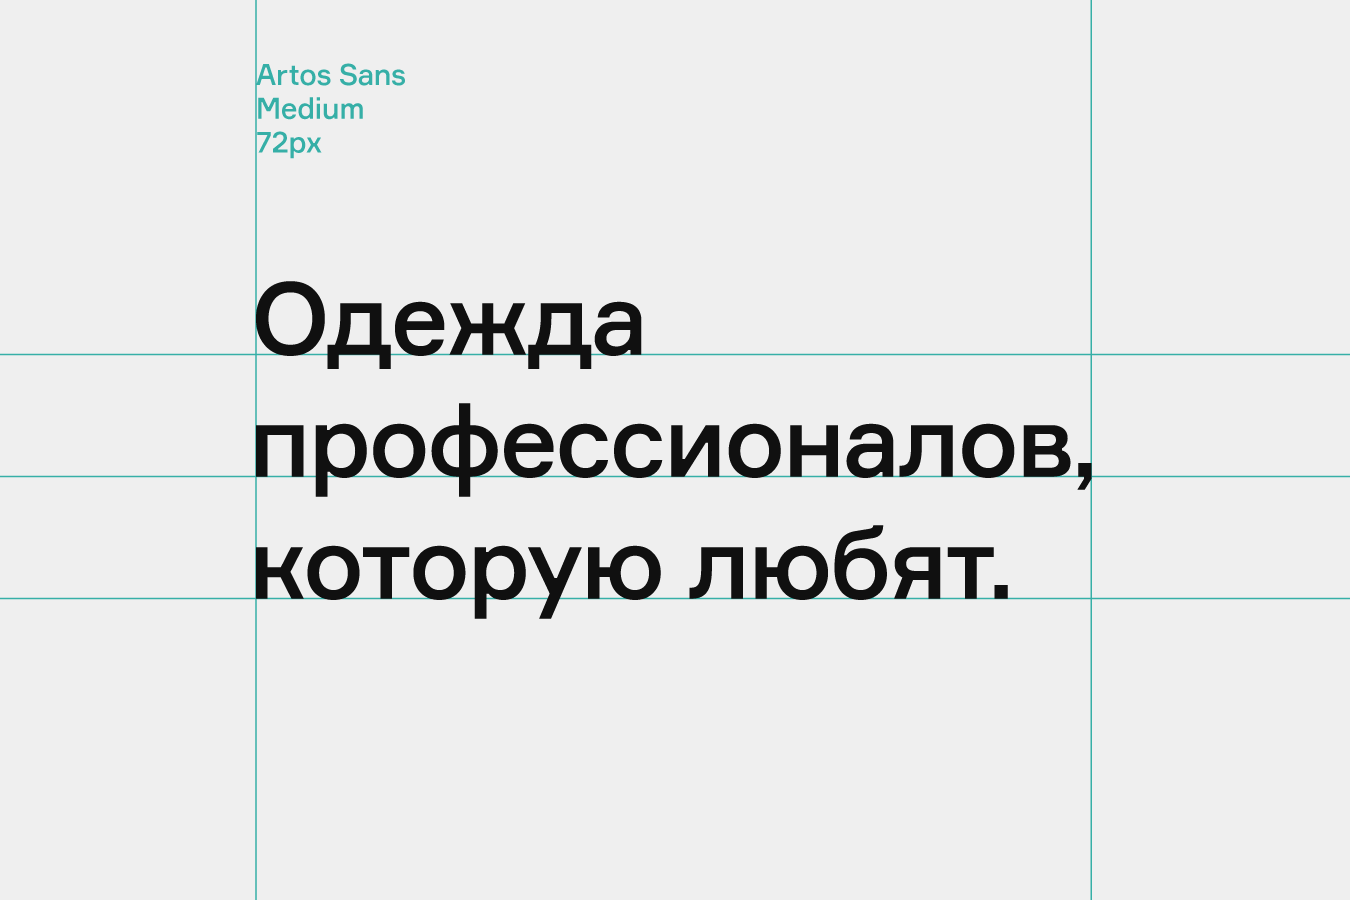 Artos Sans
Medium
72px
Одежда
профессионалов,
которую любят.